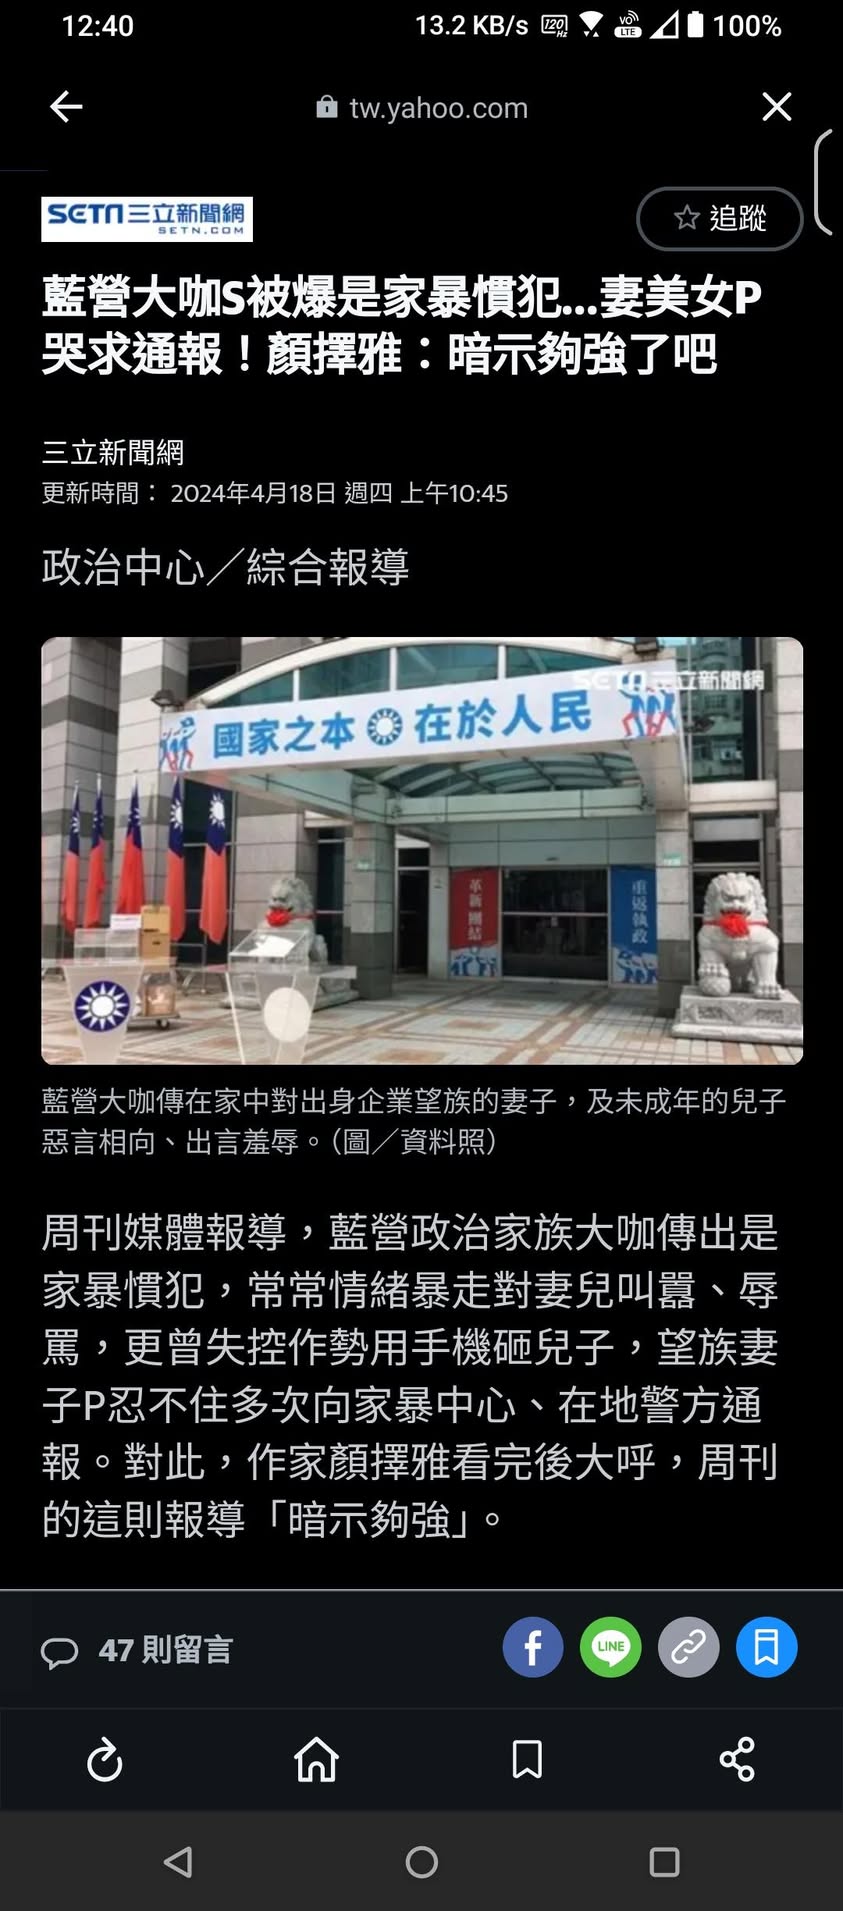 12:40
13.2 KB/s 120 Hz VO LTE 100%
tw.yahoo.com
SETN三立新聞網
SETN.COM
追蹤
藍營大咖S被爆是家暴慣犯...妻美女P
哭求通報！顏擇雅：暗示夠強了吧
三立新聞網
更新時間： 2024年4月18日 週四 上午10:45
政治中心／綜合報導
SETN三立新聞網
國家之本 在於人民
革新團結
重返執政
藍營大咖傳在家中對出身企業望族的妻子，及未成年的兒子
惡言相向、出言羞辱。（圖／資料照）
周刊媒體報導，藍營政治家族大咖傳出是
家暴慣犯，常常情緒暴走對妻兒叫囂、辱
罵，更曾失控作勢用手機砸兒子，望族妻
子P忍不住多次向家暴中心、在地警方通
報。對此，作家顏擇雅看完後大呼，周刊
的這則報導「暗示夠強」。
47 則留言
f
LINE